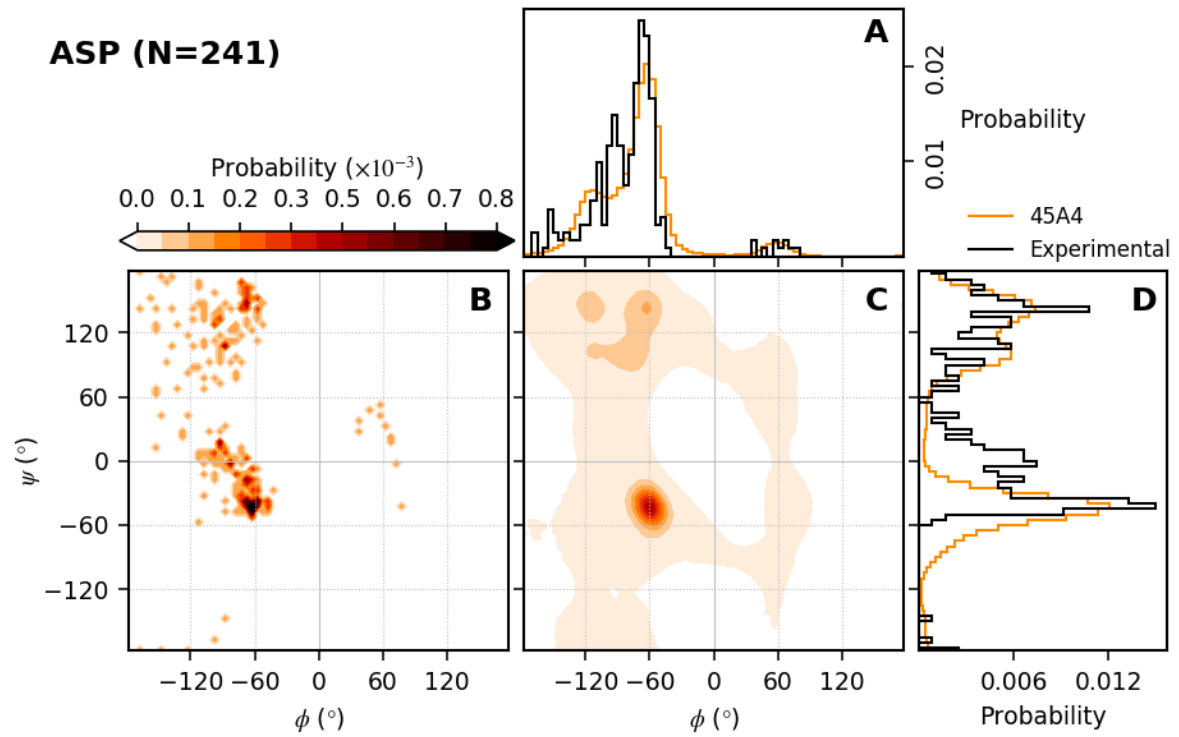 ASP (N=241)
A
0.02
0.01
Probability
Probability (×10⁻³)
0.0 0.1 0.2 0.3 0.5 0.6 0.7 0.8
45A4
Experimental
B
C
D
120
60
0
−60
−120
ψ (°)
−120 −60 0 60 120
ϕ (°)
−120 −60 0 60 120
ϕ (°)
0.006 0.012
Probability